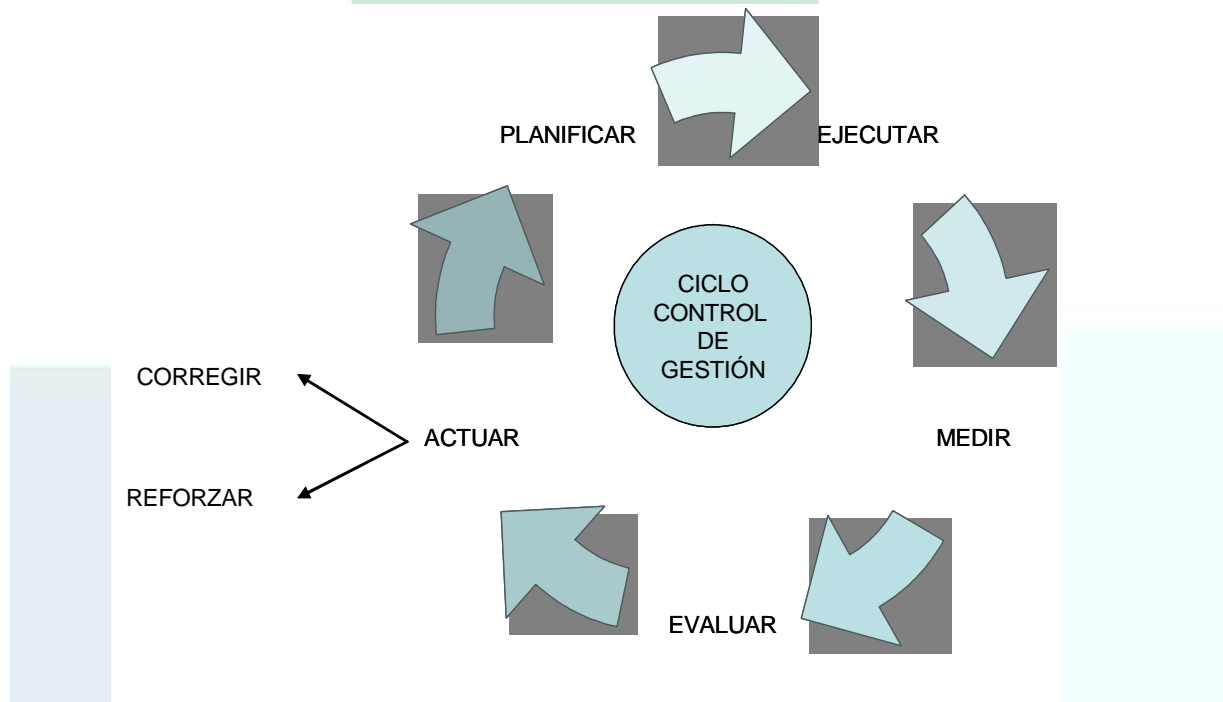 PLANIFICAR
EJECUTAR
CICLO
CONTROL
DE
GESTIÓN
CORREGIR
ACTUAR
MEDIR
REFORZAR
EVALUAR